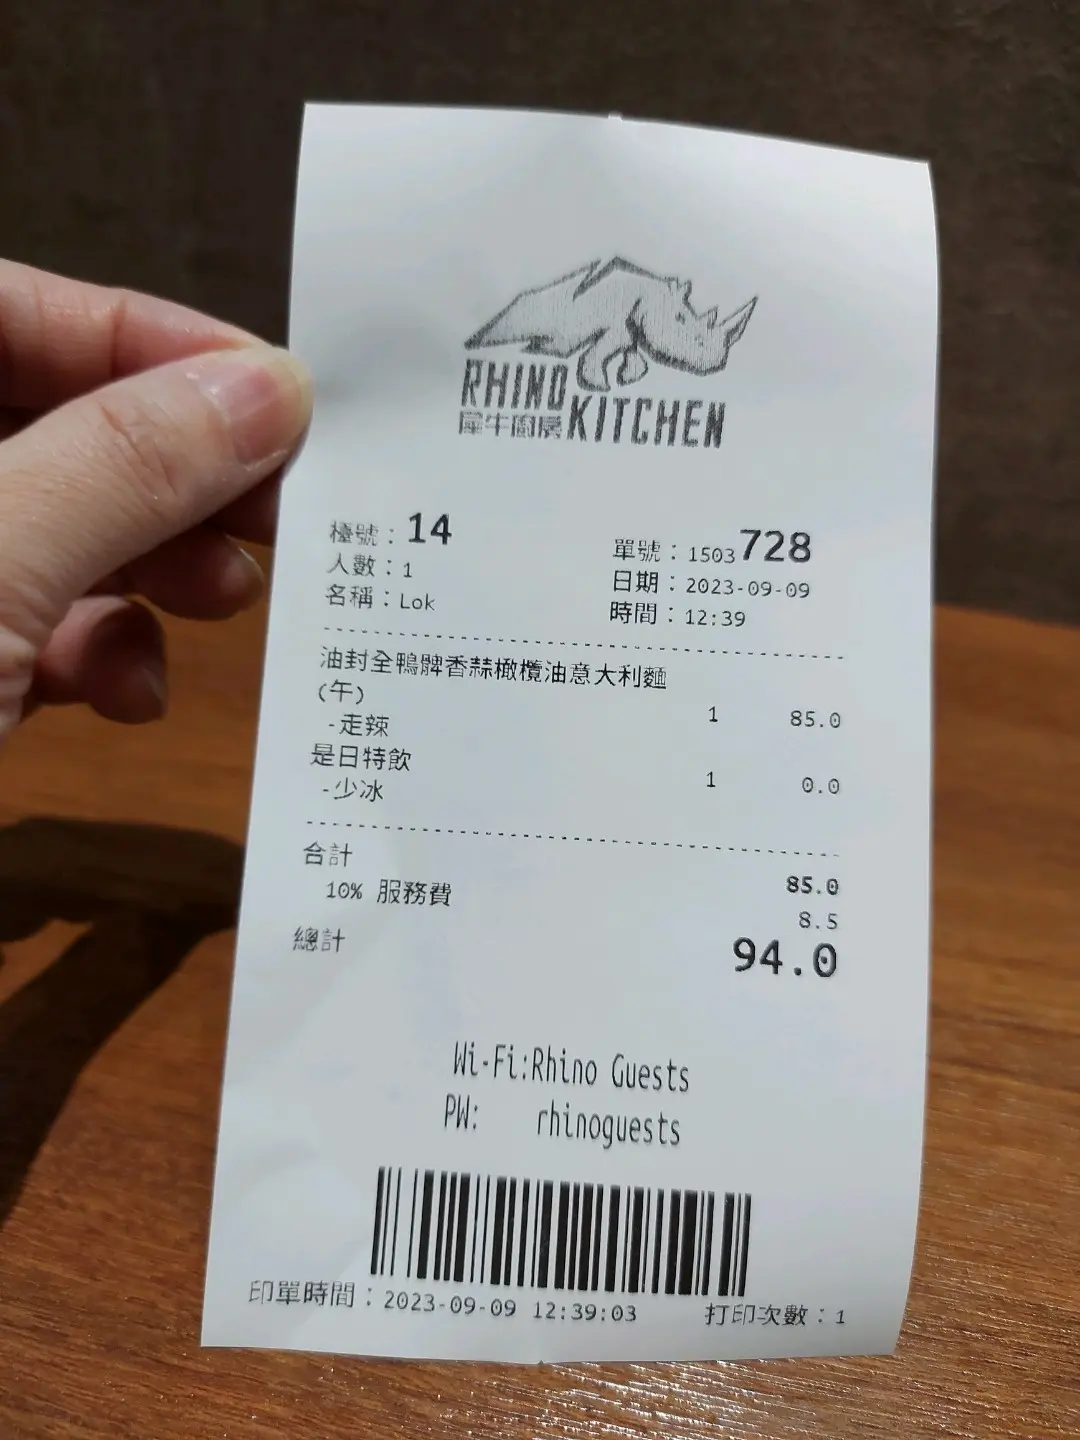 RHINO
犀牛廚房 KITCHEN
檯號：14
人數：1
名稱：Lok
單號：1503728
日期：2023-09-09
時間：12:39
油封全鴨髀香蒜橄欖油意大利麵
(午) 1 85.0
-走辣
是日特飲 1 0.0
-少冰
合計 85.0
10% 服務費 8.5
總計 94.0
Wi-Fi:Rhino Guests
PW: rhinoguests
印單時間：2023-09-09 12:39:03 打印次數：1